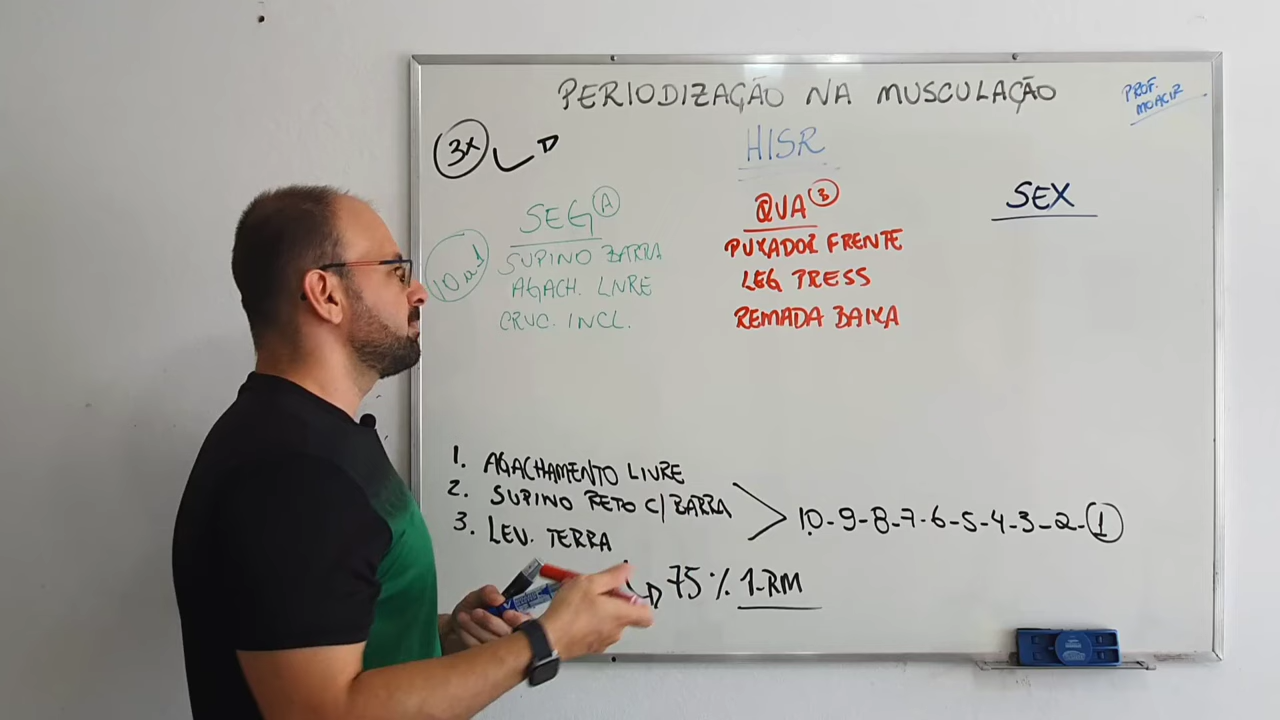 PERIODIZAÇÃO NA MUSCULAÇÃO
PROF.
MOACIR
3X
HISR
SEG A
10 a 1
SUPINO BARRA
AGACH. LIVRE
CRUC. INCL.
QUA B
PUXADOR FRENTE
LEG PRESS
REMADA BAIXA
SEX
1. AGACHAMENTO LIVRE
2. SUPINO RETO C/ BARRA
3. LEV. TERRA
10-9-8-7-6-5-4-3-2-1
75% 1-RM